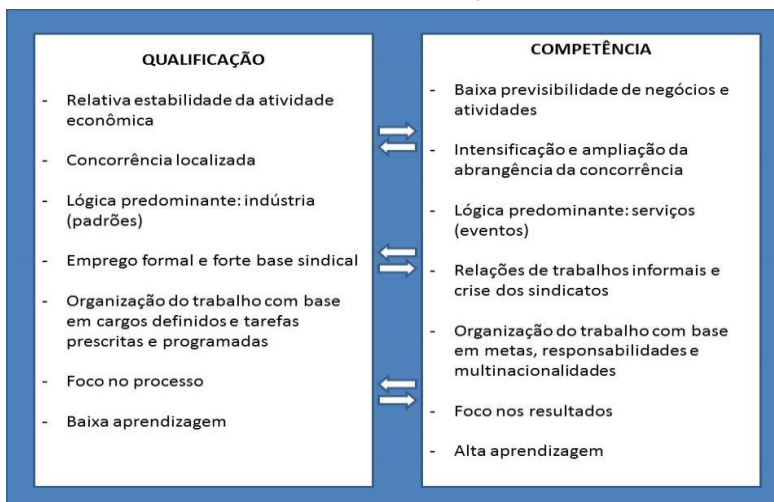 QUALIFICAÇÃO
- Relativa estabilidade da atividade
econômica
- Concorrência localizada
- Lógica predominante: indústria
(padrões)
- Emprego formal e forte base sindical
- Organização do trabalho com base
em cargos definidos e tarefas
prescritas e programadas
- Foco no processo
- Baixa aprendizagem
COMPETÊNCIA
- Baixa previsibilidade de negócios e
atividades
- Intensificação e ampliação da
abrangência da concorrência
- Lógica predominante: serviços
(eventos)
- Relações de trabalhos informais e
crise dos sindicatos
- Organização do trabalho com base
em metas, responsabilidades e
multinacionalidades
- Foco nos resultados
- Alta aprendizagem